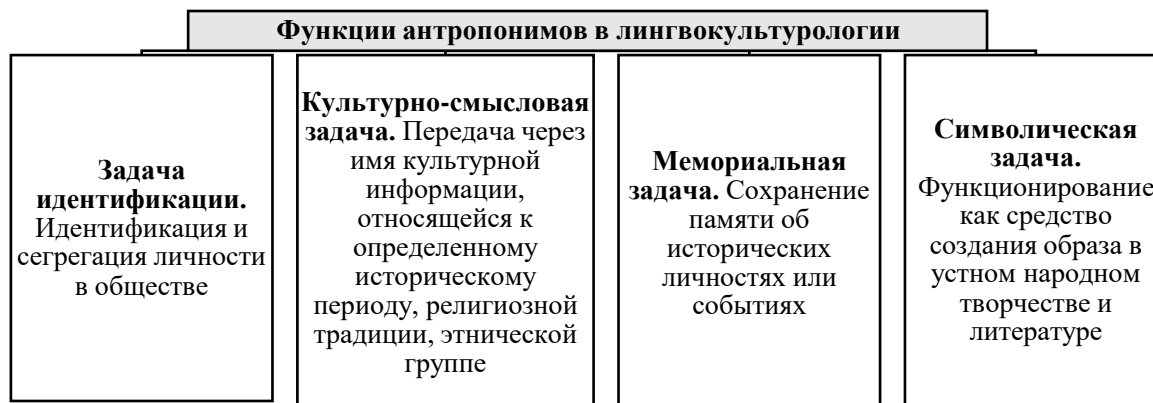 Функции антропонимов в лингвокультурологии
Задача
идентификации.
Идентификация и
сегрегация личности
в обществе
Культурно-смысловая
задача. Передача через
имя культурной
информации,
относящейся к
определенному
историческому
периоду, религиозной
традиции, этнической
группе
Мемориальная
задача. Сохранение
памяти об
исторических
личностях или
событиях
Символическая
задача.
Функционирование
как средство
создания образа в
устном народном
творчестве и
литературе